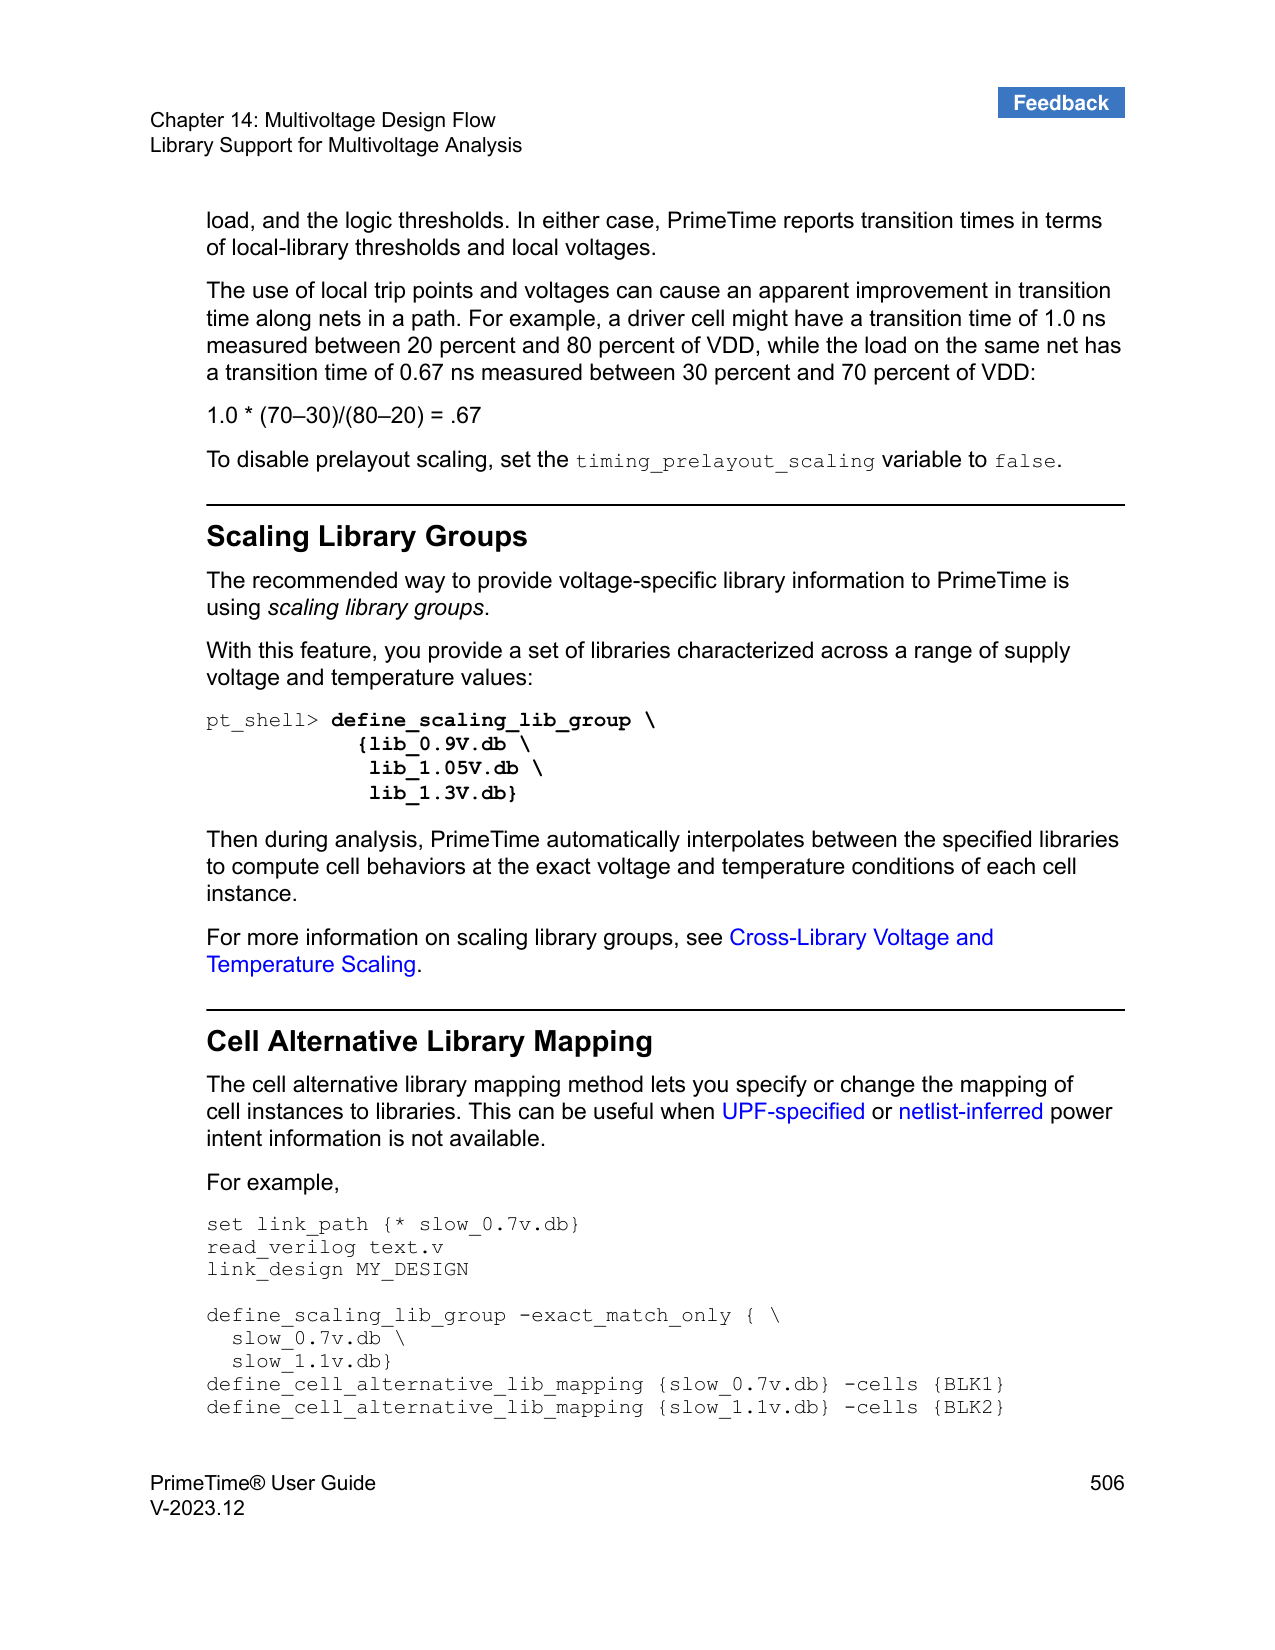 Feedback
Chapter 14: Multivoltage Design Flow
Library Support for Multivoltage Analysis
load, and the logic thresholds. In either case, PrimeTime reports transition times in terms
of local-library thresholds and local voltages.
The use of local trip points and voltages can cause an apparent improvement in transition
time along nets in a path. For example, a driver cell might have a transition time of 1.0 ns
measured between 20 percent and 80 percent of VDD, while the load on the same net has
a transition time of 0.67 ns measured between 30 percent and 70 percent of VDD:
1.0 * (70–30)/(80–20) = .67
To disable prelayout scaling, set the timing_prelayout_scaling variable to false.
Scaling Library Groups
The recommended way to provide voltage-specific library information to PrimeTime is
using scaling library groups.
With this feature, you provide a set of libraries characterized across a range of supply
voltage and temperature values:
pt_shell> define_scaling_lib_group \
{lib_0.9V.db \
lib_1.05V.db \
lib_1.3V.db}
Then during analysis, PrimeTime automatically interpolates between the specified libraries
to compute cell behaviors at the exact voltage and temperature conditions of each cell
instance.
For more information on scaling library groups, see Cross-Library Voltage and
Temperature Scaling.
Cell Alternative Library Mapping
The cell alternative library mapping method lets you specify or change the mapping of
cell instances to libraries. This can be useful when UPF-specified or netlist-inferred power
intent information is not available.
For example,
set link_path {* slow_0.7v.db}
read_verilog text.v
link_design MY_DESIGN
define_scaling_lib_group -exact_match_only { \
slow_0.7v.db \
slow_1.1v.db}
define_cell_alternative_lib_mapping {slow_0.7v.db} -cells {BLK1}
define_cell_alternative_lib_mapping {slow_1.1v.db} -cells {BLK2}
PrimeTime® User Guide
506
V-2023.12